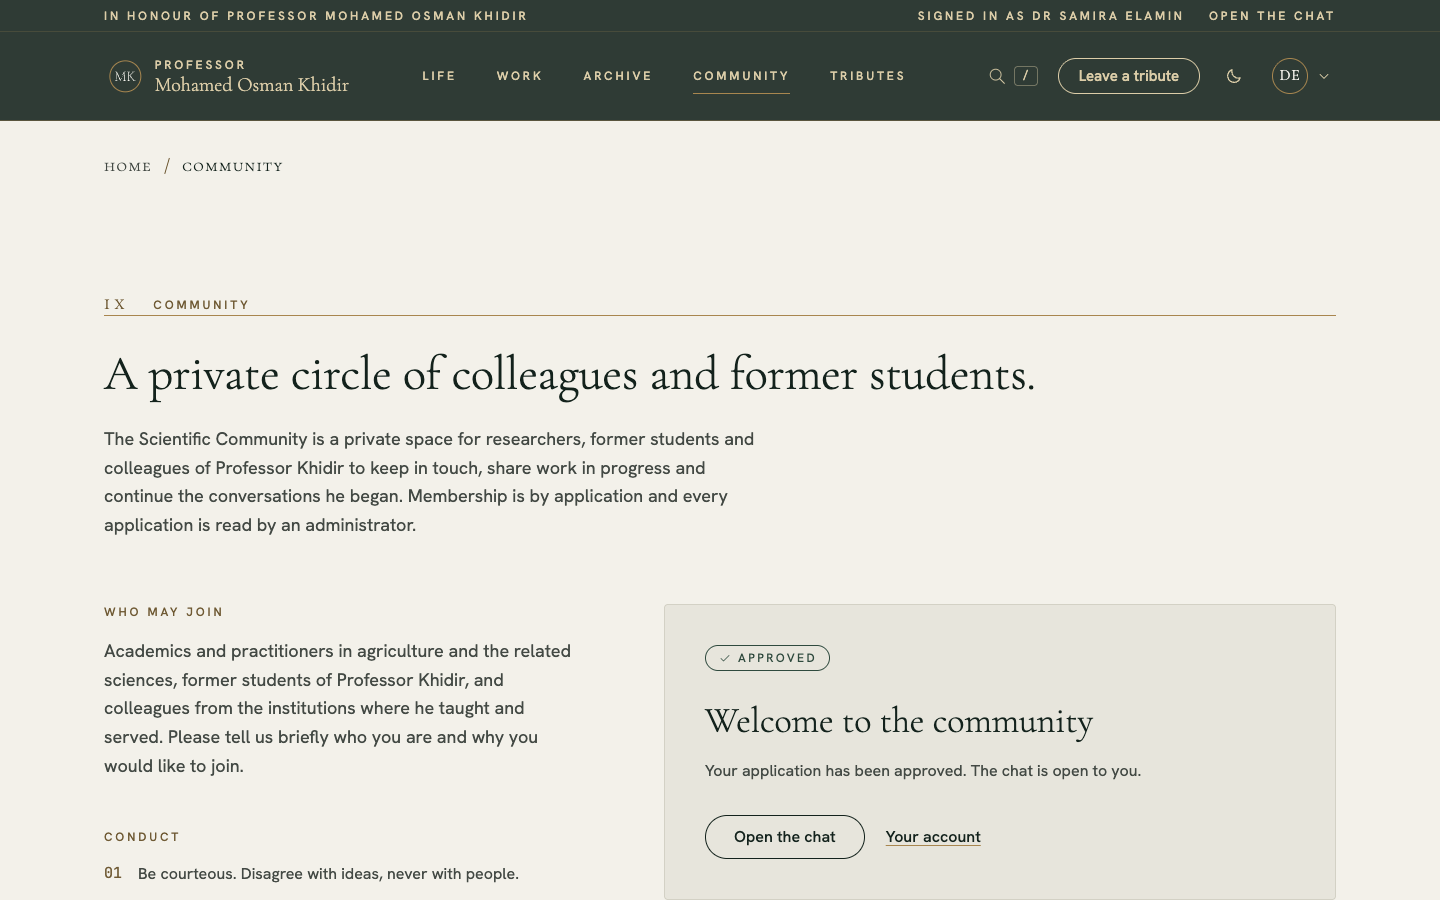 IN HONOUR OF PROFESSOR MOHAMED OSMAN KHIDIR
SIGNED IN AS DR SAMIRA ELAMIN
OPEN THE CHAT
MK
PROFESSOR
Mohamed Osman Khidir
LIFE
WORK
ARCHIVE
COMMUNITY
TRIBUTES
/
Leave a tribute
DE
HOME / COMMUNITY
IX COMMUNITY
A private circle of colleagues and former students.
The Scientific Community is a private space for researchers, former students and
colleagues of Professor Khidir to keep in touch, share work in progress and
continue the conversations he began. Membership is by application and every
application is read by an administrator.
WHO MAY JOIN
Academics and practitioners in agriculture and the related
sciences, former students of Professor Khidir, and
colleagues from the institutions where he taught and
served. Please tell us briefly who you are and why you
would like to join.
CONDUCT
01 Be courteous. Disagree with ideas, never with people.
APPROVED
Welcome to the community
Your application has been approved. The chat is open to you.
Open the chat
Your account